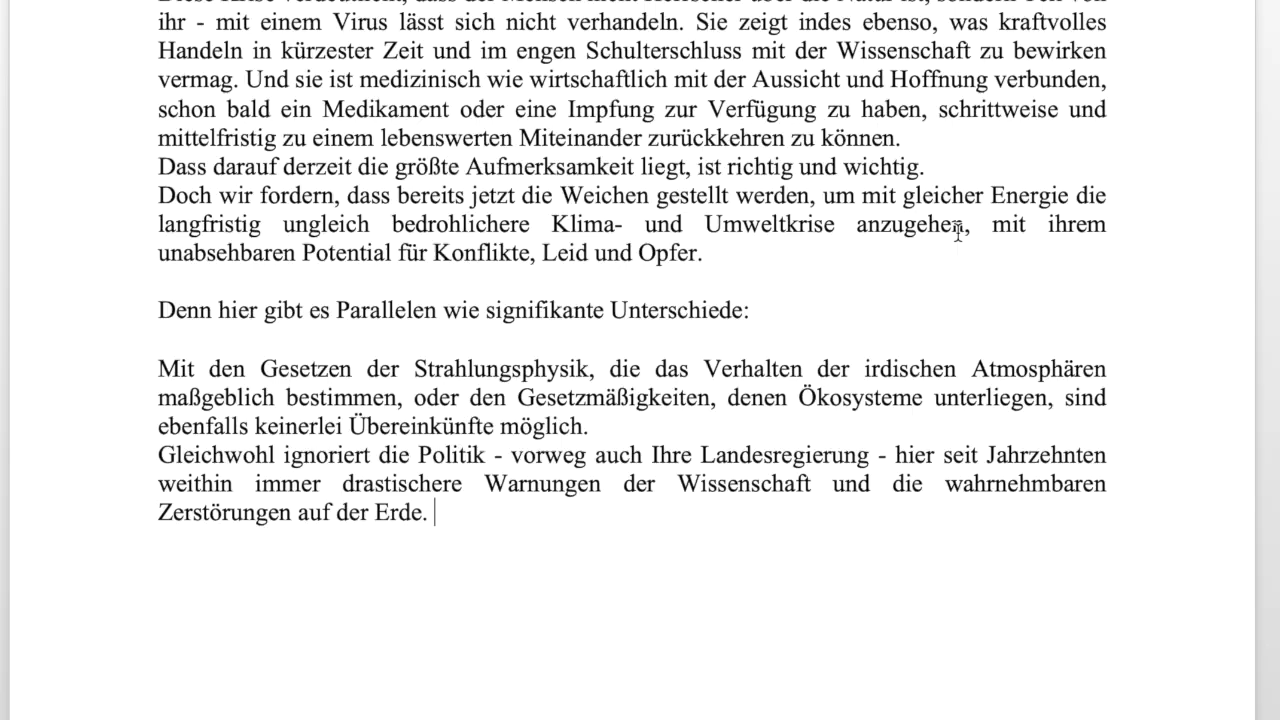 ihr - mit einem Virus lässt sich nicht verhandeln. Sie zeigt indes ebenso, was kraftvolles
Handeln in kürzester Zeit und im engen Schulterschluss mit der Wissenschaft zu bewirken
vermag. Und sie ist medizinisch wie wirtschaftlich mit der Aussicht und Hoffnung verbunden,
schon bald ein Medikament oder eine Impfung zur Verfügung zu haben, schrittweise und
mittelfristig zu einem lebenswerten Miteinander zurückkehren zu können.
Dass darauf derzeit die größte Aufmerksamkeit liegt, ist richtig und wichtig.
Doch wir fordern, dass bereits jetzt die Weichen gestellt werden, um mit gleicher Energie die
langfristig ungleich bedrohlichere Klima- und Umweltkrise anzugehen, mit ihrem
unabsehbaren Potential für Konflikte, Leid und Opfer.
Denn hier gibt es Parallelen wie signifikante Unterschiede:
Mit den Gesetzen der Strahlungsphysik, die das Verhalten der irdischen Atmosphären
maßgeblich bestimmen, oder den Gesetzmäßigkeiten, denen Ökosysteme unterliegen, sind
ebenfalls keinerlei Übereinkünfte möglich.
Gleichwohl ignoriert die Politik - vorweg auch Ihre Landesregierung - hier seit Jahrzehnten
weithin immer drastischere Warnungen der Wissenschaft und die wahrnehmbaren
Zerstörungen auf der Erde.